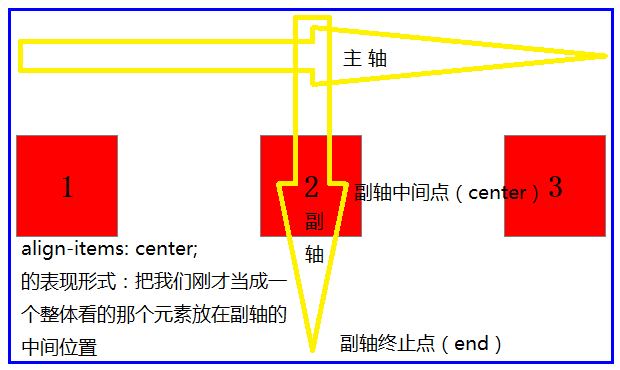 主 轴
1
2
3
副轴中间点（center）
副
轴
align-items: center;
的表现形式：把我们刚才当成一
个整体看的那个元素放在副轴的
中间位置
副轴终止点（end）